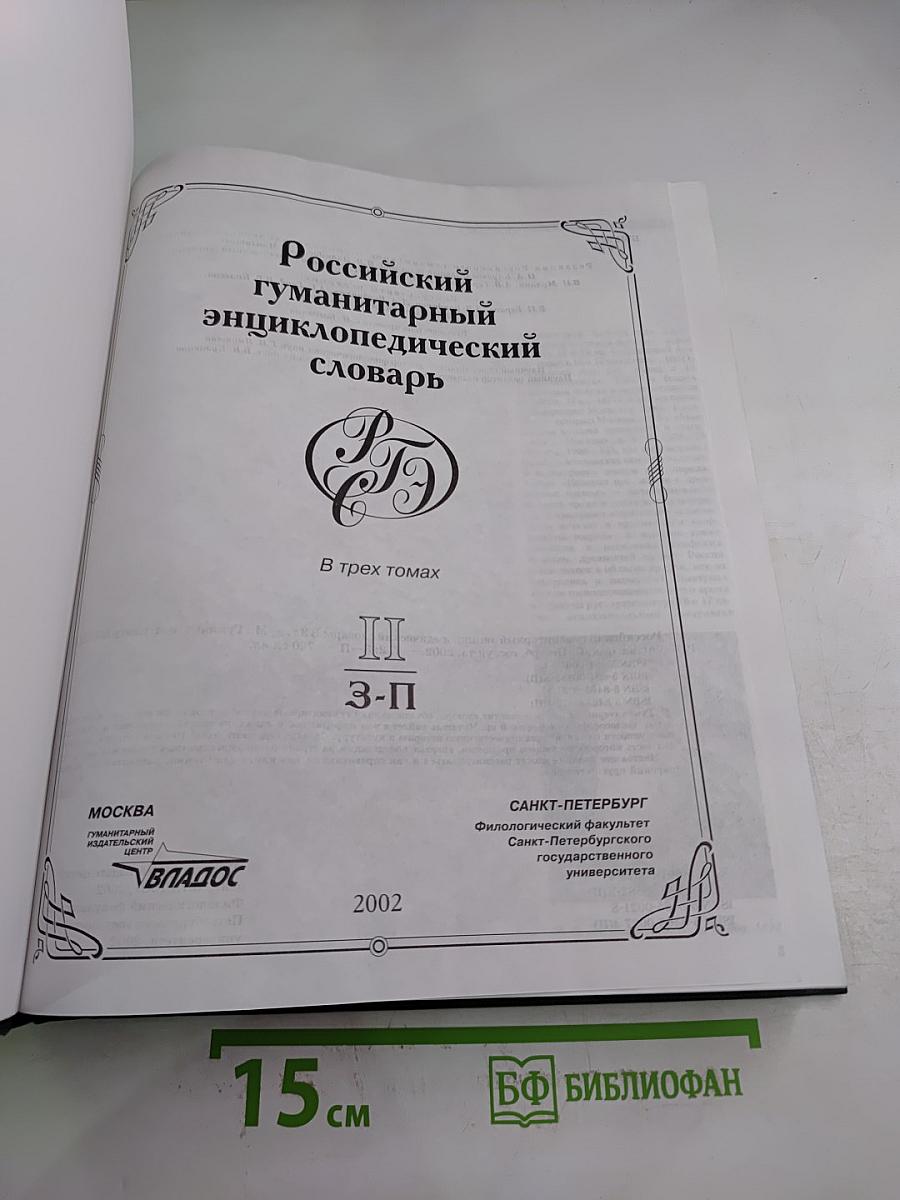 Российский
гуманитарный
энциклопедический
словарь
РГЭС
В трех томах
II
З-П
МОСКВА
ГУМАНИТАРНЫЙ
ИЗДАТЕЛЬСКИЙ
ЦЕНТР
ВЛАДОС
САНКТ-ПЕТЕРБУРГ
Филологический факультет
Санкт-Петербургского
государственного
университета
2002
15 см
БФ БИБЛИОФАН